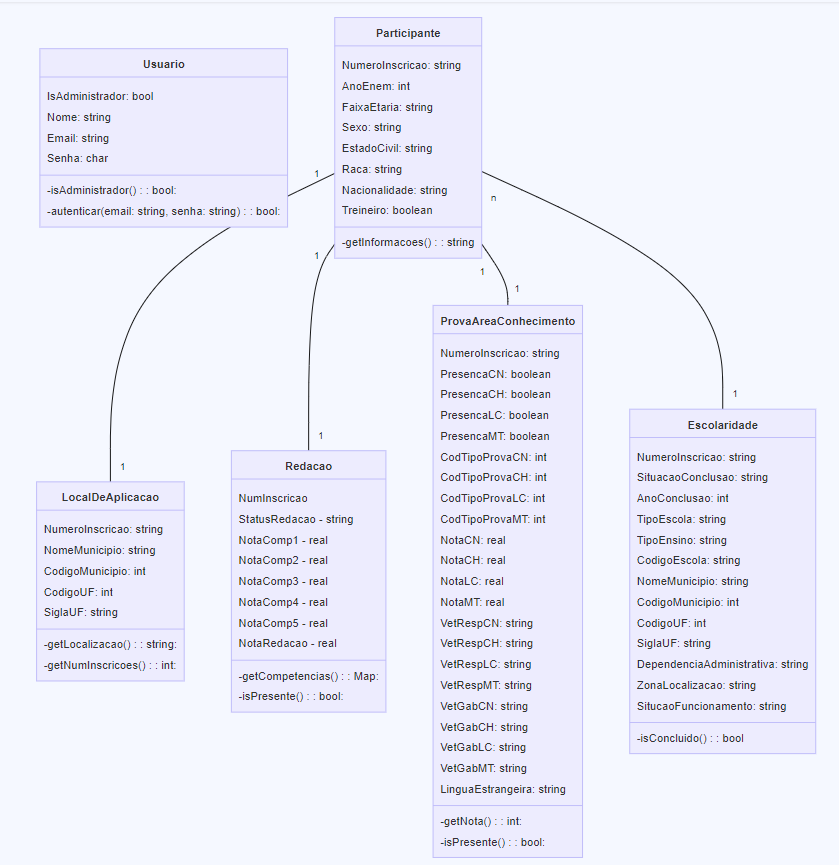 Usuario
IsAdministrador: bool
Nome: string
Email: string
Senha: char
-isAdministrador() : : bool:
-autenticar(email: string, senha: string) : : bool:
Participante
NumeroInscricao: string
AnoEnem: int
FaixaEtaria: string
Sexo: string
EstadoCivil: string
Raca: string
Nacionalidade: string
Treineiro: boolean
-getInformacoes() : : string
1
n
1
1
1
1
1
1
LocalDeAplicacao
NumeroInscricao: string
NomeMunicipio: string
CodigoMunicipio: int
CodigoUF: int
SiglaUF: string
-getLocalizacao() : : string:
-getNumInscricoes() : : int:
Redacao
NumInscricao
StatusRedacao - string
NotaComp1 - real
NotaComp2 - real
NotaComp3 - real
NotaComp4 - real
NotaComp5 - real
NotaRedacao - real
-getCompetencias() : : Map:
-isPresente() : : bool:
ProvaAreaConhecimento
NumeroInscricao: string
PresencaCN: boolean
PresencaCH: boolean
PresencaLC: boolean
PresencaMT: boolean
CodTipoProvaCN: int
CodTipoProvaCH: int
CodTipoProvaLC: int
CodTipoProvaMT: int
NotaCN: real
NotaCH: real
NotaLC: real
NotaMT: real
VetRespCN: string
VetRespCH: string
VetRespLC: string
VetRespMT: string
VetGabCN: string
VetGabCH: string
VetGabLC: string
VetGabMT: string
LinguaEstrangeira: string
-getNota() : : int:
-isPresente() : : bool:
Escolaridade
NumeroInscricao: string
SituacaoConclusao: string
AnoConclusao: int
TipoEscola: string
TipoEnsino: string
CodigoEscola: string
NomeMunicipio: string
CodigoMunicipio: int
CodigoUF: int
SiglaUF: string
DependenciaAdministrativa: string
ZonaLocalizacao: string
SitucaoFuncionamento: string
-isConcluido() : : bool